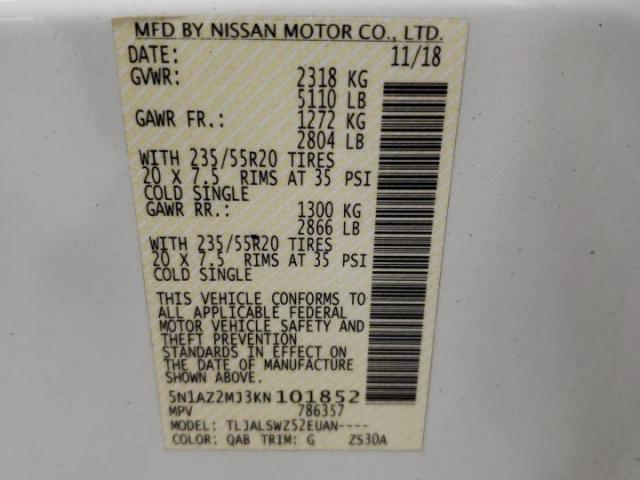 MFD BY NISSAN MOTOR CO., LTD.
DATE: 11/18
GVWR: 2318 KG
5110 LB
GAWR FR.: 1272 KG
2804 LB
WITH 235/55R20 TIRES
20 X 7.5 RIMS AT 35 PSI
COLD SINGLE
GAWR RR.: 1300 KG
2866 LB
WITH 235/55R20 TIRES
20 X 7.5 RIMS AT 35 PSI
COLD SINGLE
THIS VEHICLE CONFORMS TO
ALL APPLICABLE FEDERAL
MOTOR VEHICLE SAFETY AND
THEFT PREVENTION
STANDARDS IN EFFECT ON
THE DATE OF MANUFACTURE
SHOWN ABOVE.
5N1AZ2MJ3KN101852
MPV 786357
MODEL: TLJALSWZ52EUAN----
COLOR: QAB TRIM: G ZS30A